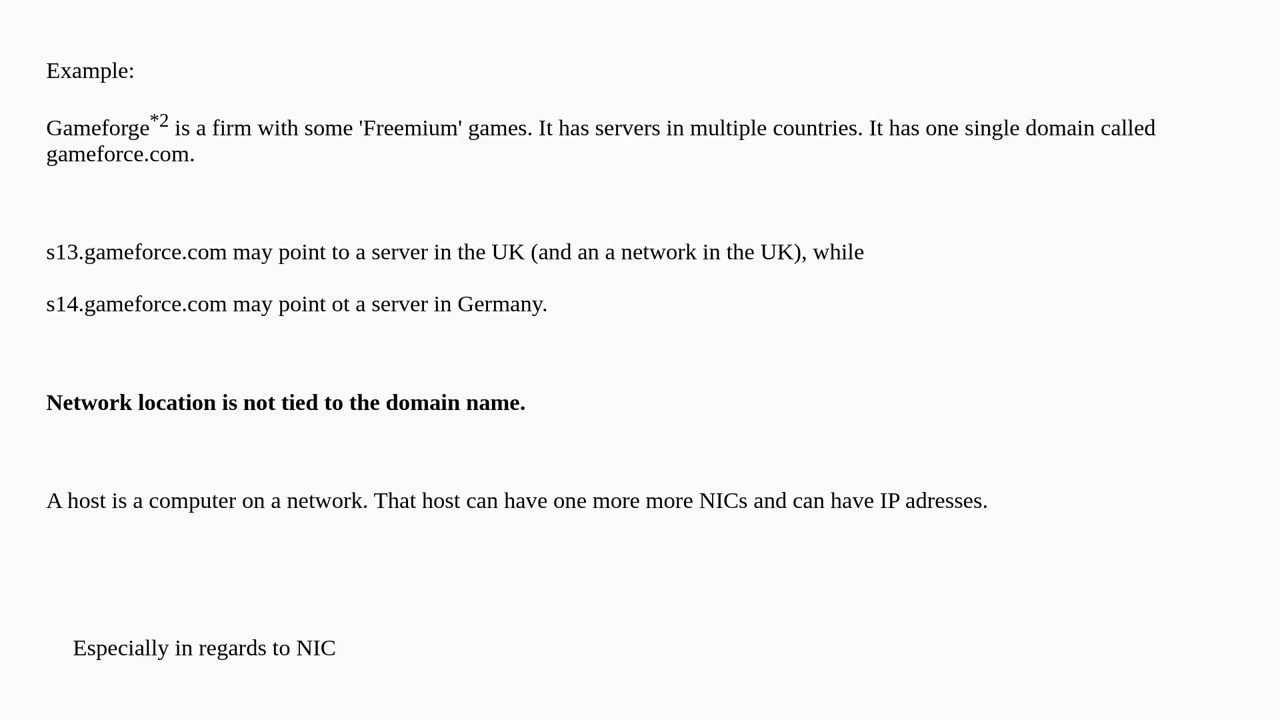 Example:
Gameforge*2 is a firm with some 'Freemium' games. It has servers in multiple countries. It has one single domain called
gameforce.com.
s13.gameforce.com may point to a server in the UK (and an a network in the UK), while
s14.gameforce.com may point ot a server in Germany.
Network location is not tied to the domain name.
A host is a computer on a network. That host can have one more more NICs and can have IP adresses.
Especially in regards to NIC